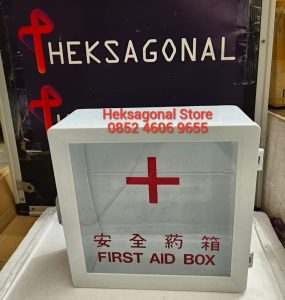 HEKSAGONAL
Heksagonal Store
0852 4606 9655
安全药箱
FIRST AID BOX